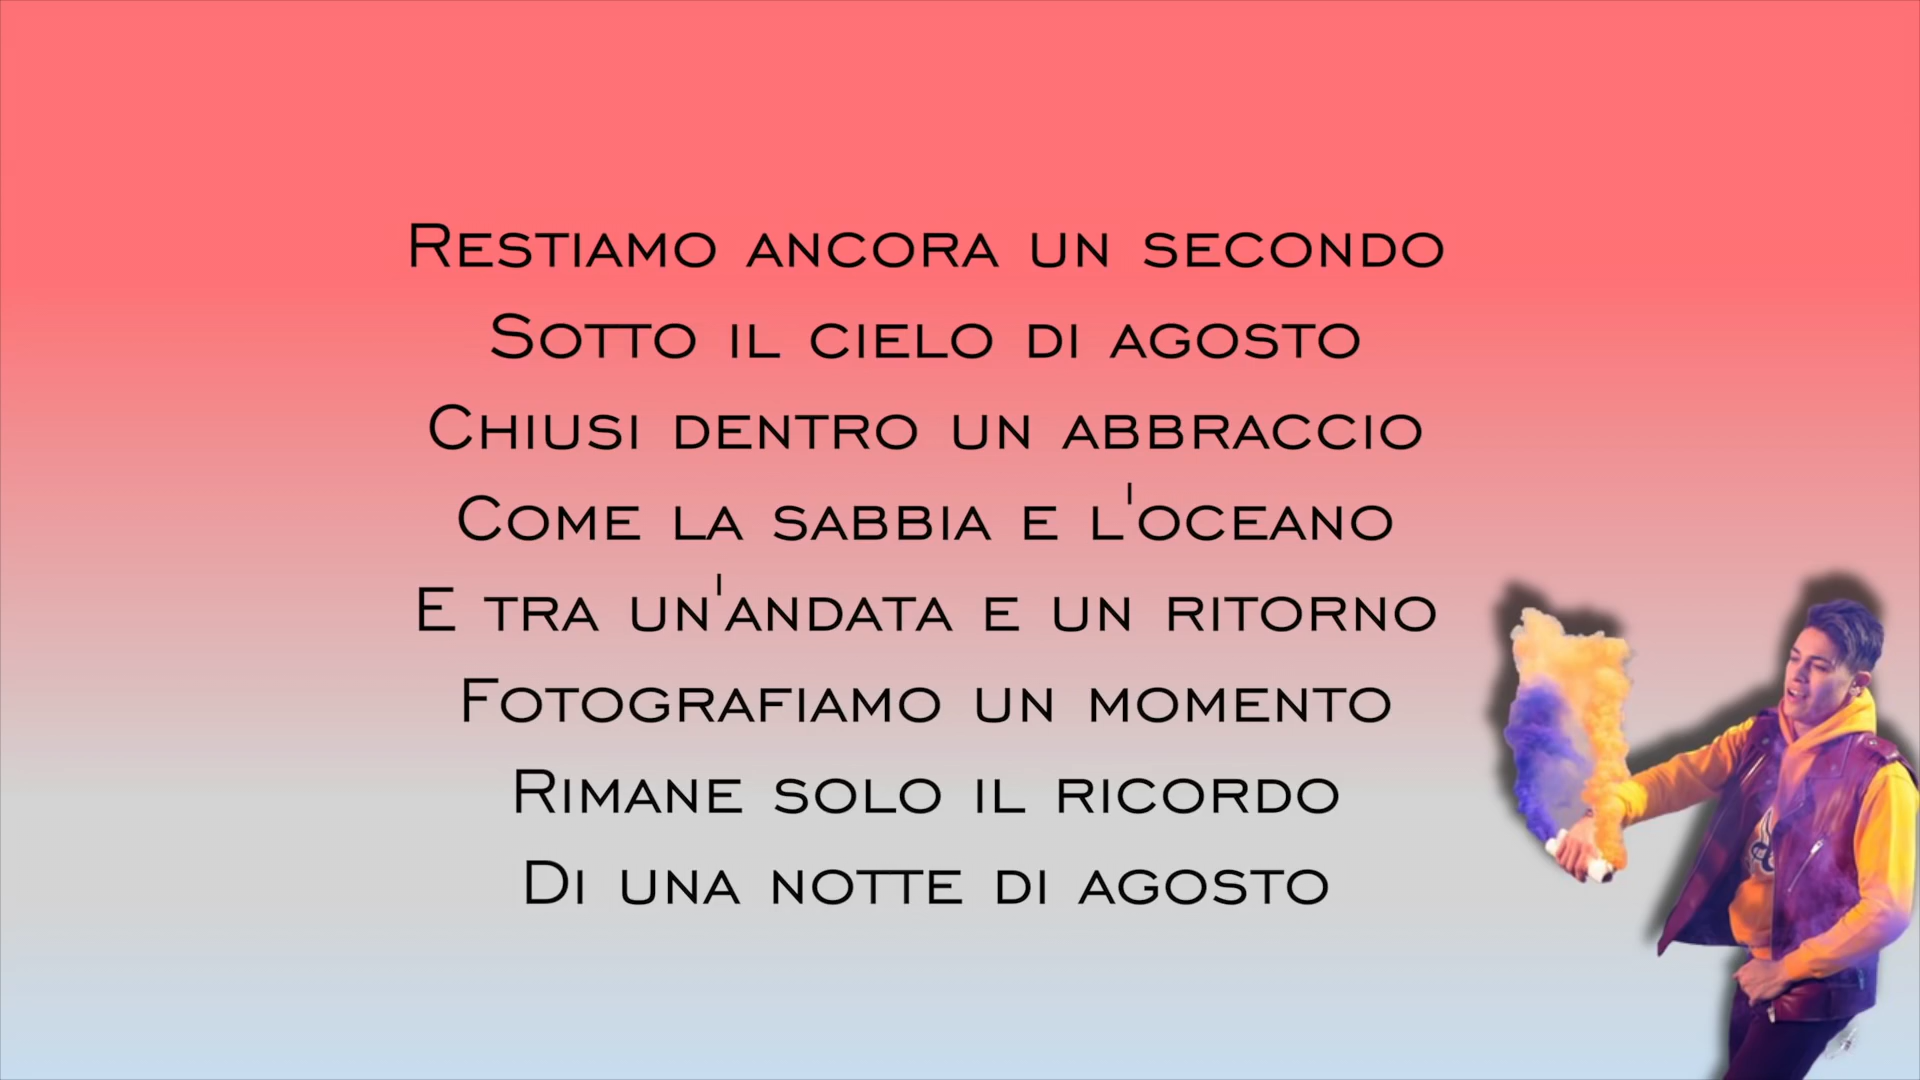 Restiamo ancora un secondo
Sotto il cielo di agosto
Chiusi dentro un abbraccio
Come la sabbia e l'oceano
E tra un'andata e un ritorno
Fotografiamo un momento
Rimane solo il ricordo
Di una notte di agosto